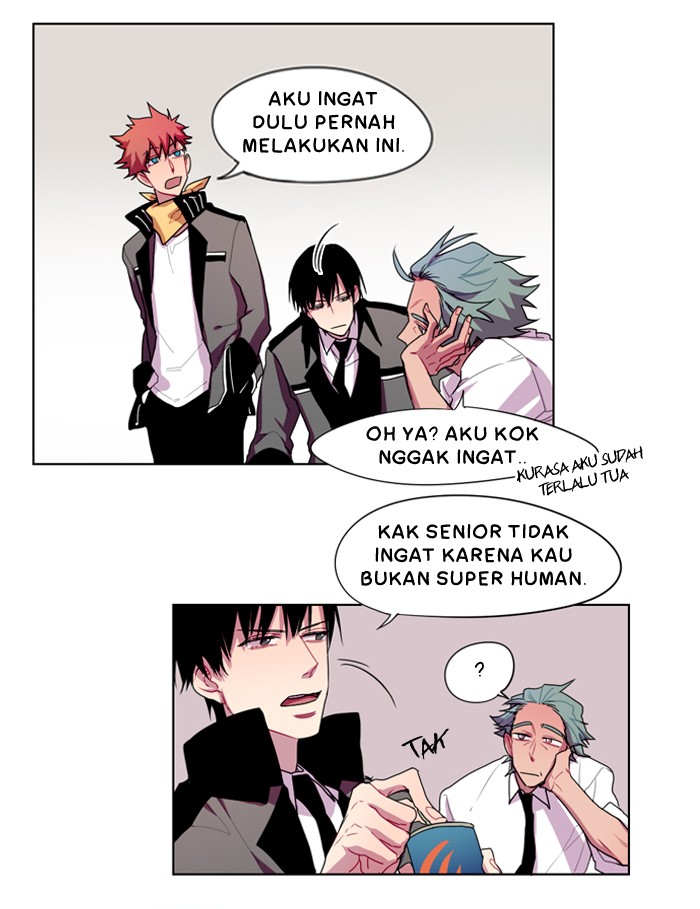 AKU INGAT
DULU PERNAH
MELAKUKAN INI.
OH YA? AKU KOK
NGGAK INGAT..
KURASA AKU SUDAH
TERLALU TUA
KAK SENIOR TIDAK
INGAT KARENA KAU
BUKAN SUPER HUMAN.
?
TAK